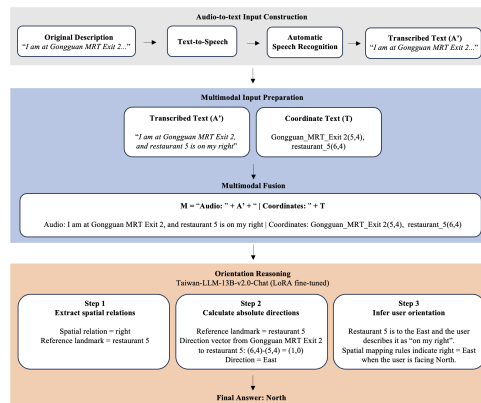 Audio-to-text Input Construction
Original Description
“I am at Gongguan MRT Exit 2...”
Text-to-Speech
Automatic
Speech Recognition
Transcribed Text (A’)
“I am at Gongguan MRT Exit 2...”
Multimodal Input Preparation
Transcribed Text (A’)
“I am at Gongguan MRT Exit 2,
and restaurant 5 is on my right”
Coordinate Text (T)
Gongguan_MRT_Exit 2(5,4),
restaurant_5(6,4)
Multimodal Fusion
M = “Audio: ” + A’ + “ | Coordinates: ” + T
Audio: I am at Gongguan MRT Exit 2, and restaurant 5 is on my right | Coordinates: Gongguan_MRT_Exit 2(5,4), restaurant_5(6,4)
Orientation Reasoning
Taiwan-LLM-13B-v2.0-Chat (LoRA fine-tuned)
Step 1
Extract spatial relations
Spatial relation = right
Reference landmark = restaurant 5
Step 2
Calculate absolute directions
Reference landmark = restaurant 5
Direction vector from Gongguan MRT Exit 2
to restaurant 5: (6,4)-(5,4) = (1,0)
Direction = East
Step 3
Infer user orientation
Restaurant 5 is to the East and the user
describes it as “on my right”.
Spatial mapping rules indicate right = East
when the user is facing North.
Final Answer: North